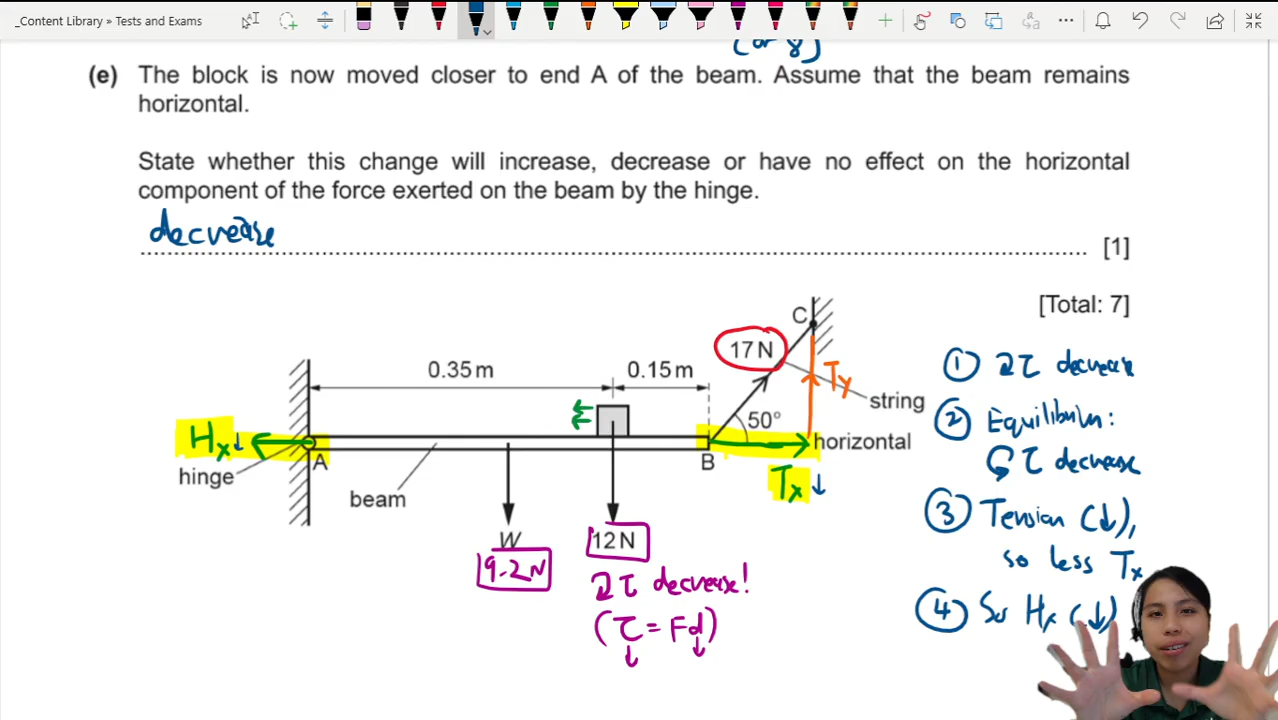 _Content Library » Tests and Exams
(or 8)
(e) The block is now moved closer to end A of the beam. Assume that the beam remains
horizontal.
State whether this change will increase, decrease or have no effect on the horizontal
component of the force exerted on the beam by the hinge.
decrease
[1]
[Total: 7]
C
17 N
0.35 m
0.15 m
Ty
string
50°
Hx↓
horizontal
hinge
A
B
Tx ↓
beam
W
12 N
9.2N
↻τ decrease!
(τ = Fd)
↓ ↓
① ↻τ decrease
② Equilibrium:
↺ τ decrease
③ Tension (↓),
so less Tx
④ So Hx (↓)